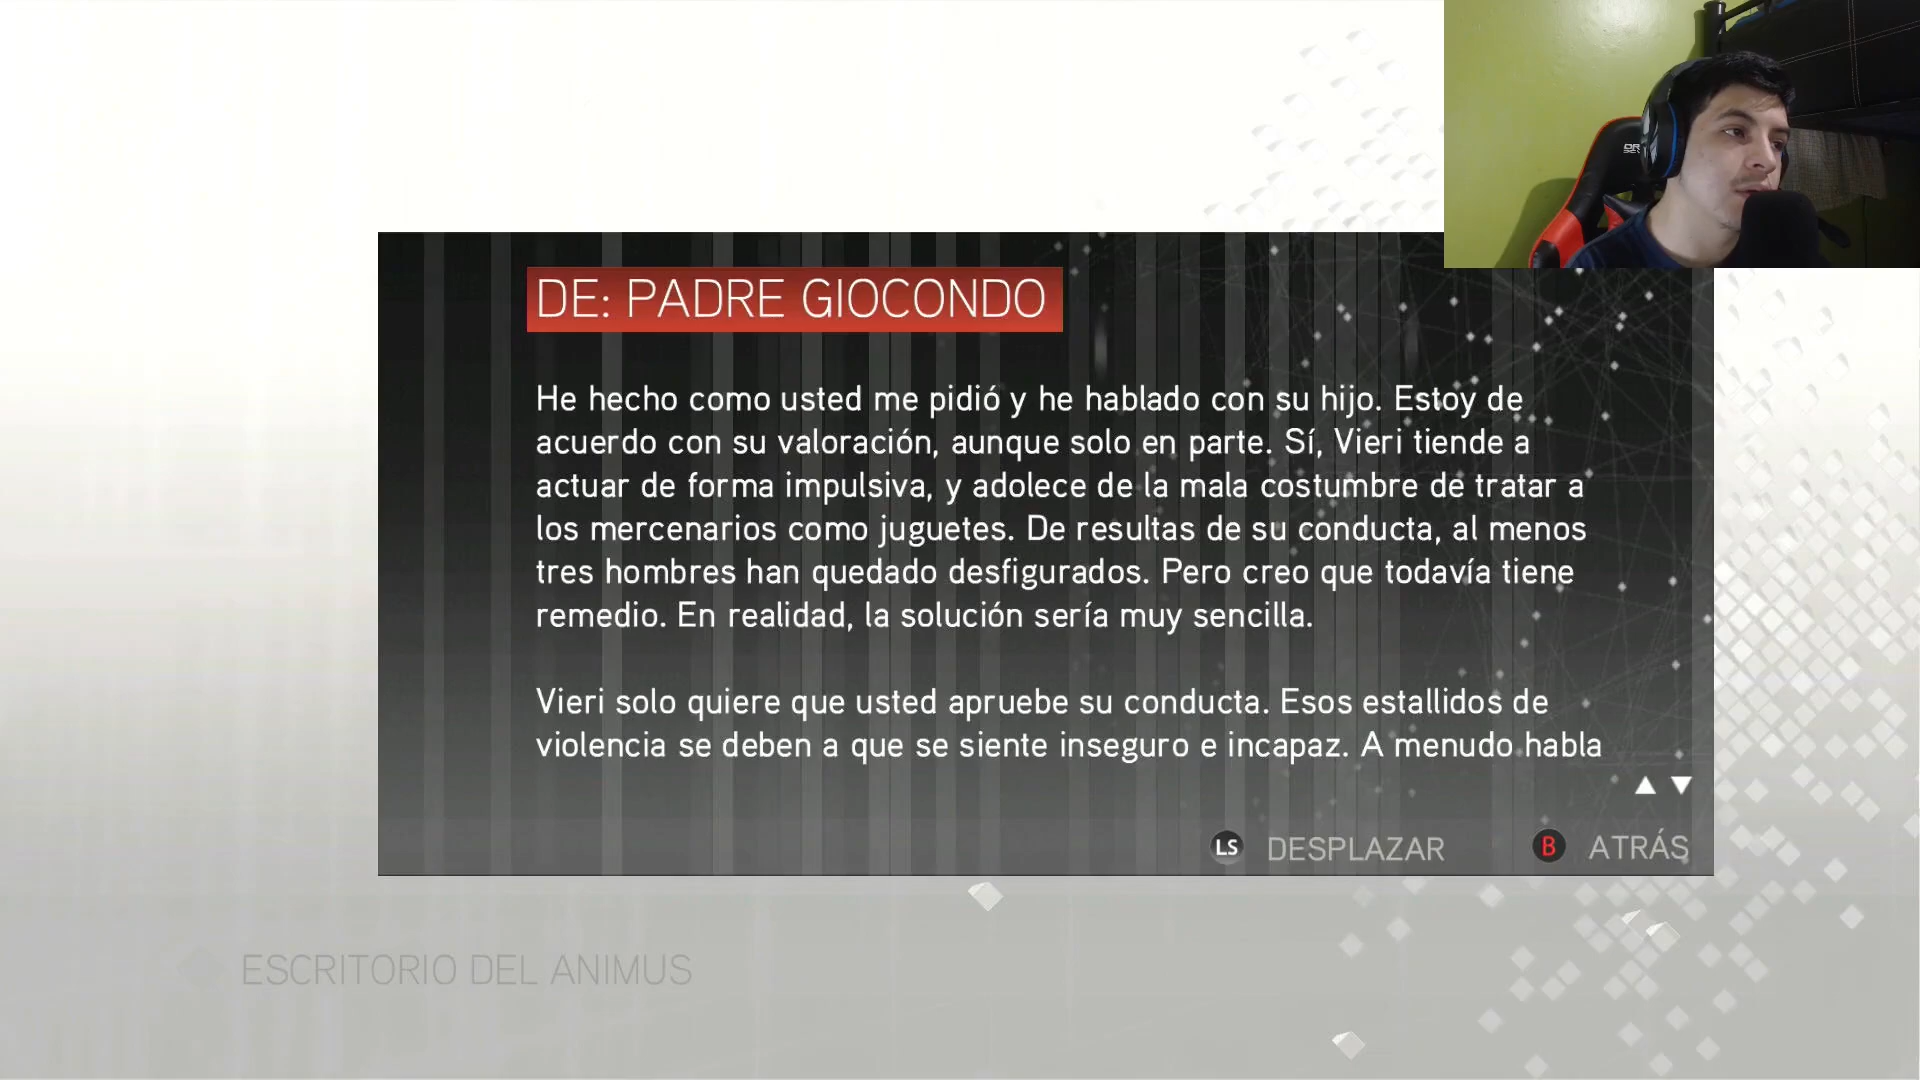 DE: PADRE GIOCONDO
He hecho como usted me pidió y he hablado con su hijo. Estoy de
acuerdo con su valoración, aunque solo en parte. Sí, Vieri tiende a
actuar de forma impulsiva, y adolece de la mala costumbre de tratar a
los mercenarios como juguetes. De resultas de su conducta, al menos
tres hombres han quedado desfigurados. Pero creo que todavía tiene
remedio. En realidad, la solución sería muy sencilla.
Vieri solo quiere que usted apruebe su conducta. Esos estallidos de
violencia se deben a que se siente inseguro e incapaz. A menudo habla
LS DESPLAZAR B ATRÁS
ESCRITORIO DEL ANIMUS